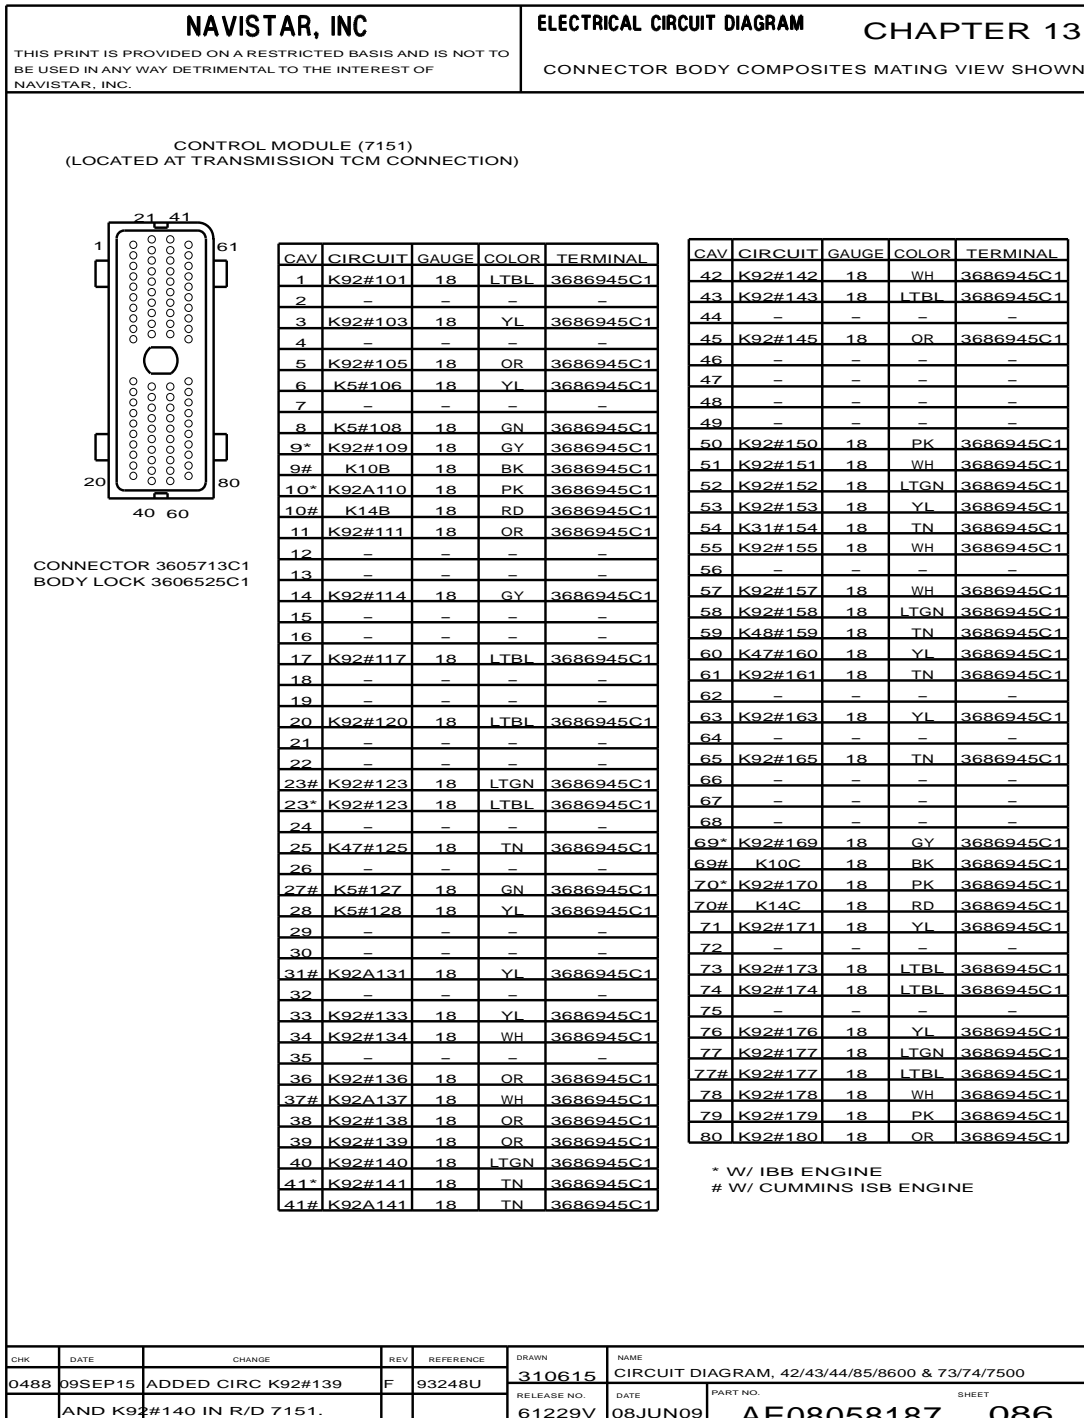 NAVISTAR, INC
THIS PRINT IS PROVIDED ON A RESTRICTED BASIS AND IS NOT TO
BE USED IN ANY WAY DETRIMENTAL TO THE INTEREST OF
NAVISTAR, INC.
ELECTRICAL CIRCUIT DIAGRAM CHAPTER 13
CONNECTOR BODY COMPOSITES MATING VIEW SHOWN
CONTROL MODULE (7151)
(LOCATED AT TRANSMISSION TCM CONNECTION)
21 41
1 61
20 80
40 60
CONNECTOR 3605713C1
BODY LOCK 3606525C1
CAV CIRCUIT GAUGE COLOR TERMINAL
1 K92#101 18 LTBL 3686945C1
2 – – – –
3 K92#103 18 YL 3686945C1
4 – – – –
5 K92#105 18 OR 3686945C1
6 K5#106 18 YL 3686945C1
7 – – – –
8 K5#108 18 GN 3686945C1
9* K92#109 18 GY 3686945C1
9# K10B 18 BK 3686945C1
10* K92A110 18 PK 3686945C1
10# K14B 18 RD 3686945C1
11 K92#111 18 OR 3686945C1
12 – – – –
13 – – – –
14 K92#114 18 GY 3686945C1
15 – – – –
16 – – – –
17 K92#117 18 LTBL 3686945C1
18 – – – –
19 – – – –
20 K92#120 18 LTBL 3686945C1
21 – – – –
22 – – – –
23# K92#123 18 LTGN 3686945C1
23* K92#123 18 LTBL 3686945C1
24 – – – –
25 K47#125 18 TN 3686945C1
26 – – – –
27# K5#127 18 GN 3686945C1
28 K5#128 18 YL 3686945C1
29 – – – –
30 – – – –
31# K92A131 18 YL 3686945C1
32 – – – –
33 K92#133 18 YL 3686945C1
34 K92#134 18 WH 3686945C1
35 – – – –
36 K92#136 18 OR 3686945C1
37# K92A137 18 WH 3686945C1
38 K92#138 18 OR 3686945C1
39 K92#139 18 OR 3686945C1
40 K92#140 18 LTGN 3686945C1
41* K92#141 18 TN 3686945C1
41# K92A141 18 TN 3686945C1
CAV CIRCUIT GAUGE COLOR TERMINAL
42 K92#142 18 WH 3686945C1
43 K92#143 18 LTBL 3686945C1
44 – – – –
45 K92#145 18 OR 3686945C1
46 – – – –
47 – – – –
48 – – – –
49 – – – –
50 K92#150 18 PK 3686945C1
51 K92#151 18 WH 3686945C1
52 K92#152 18 LTGN 3686945C1
53 K92#153 18 YL 3686945C1
54 K31#154 18 TN 3686945C1
55 K92#155 18 WH 3686945C1
56 – – – –
57 K92#157 18 WH 3686945C1
58 K92#158 18 LTGN 3686945C1
59 K48#159 18 TN 3686945C1
60 K47#160 18 YL 3686945C1
61 K92#161 18 TN 3686945C1
62 – – – –
63 K92#163 18 YL 3686945C1
64 – – – –
65 K92#165 18 TN 3686945C1
66 – – – –
67 – – – –
68 – – – –
69* K92#169 18 GY 3686945C1
69# K10C 18 BK 3686945C1
70* K92#170 18 PK 3686945C1
70# K14C 18 RD 3686945C1
71 K92#171 18 YL 3686945C1
72 – – – –
73 K92#173 18 LTBL 3686945C1
74 K92#174 18 LTBL 3686945C1
75 – – – –
76 K92#176 18 YL 3686945C1
77 K92#177 18 LTGN 3686945C1
77# K92#177 18 LTBL 3686945C1
78 K92#178 18 WH 3686945C1
79 K92#179 18 PK 3686945C1
80 K92#180 18 OR 3686945C1
* W/ IBB ENGINE
# W/ CUMMINS ISB ENGINE
CHK DATE CHANGE REV REFERENCE DRAWN NAME
0488 09SEP15 ADDED CIRC K92#139 F 93248U 310615 CIRCUIT DIAGRAM, 42/43/44/85/8600 & 73/74/7500
RELEASE NO. DATE PART NO. SHEET
AND K92#140 IN R/D 7151. 61229V 08JUN09 AE08058187 086